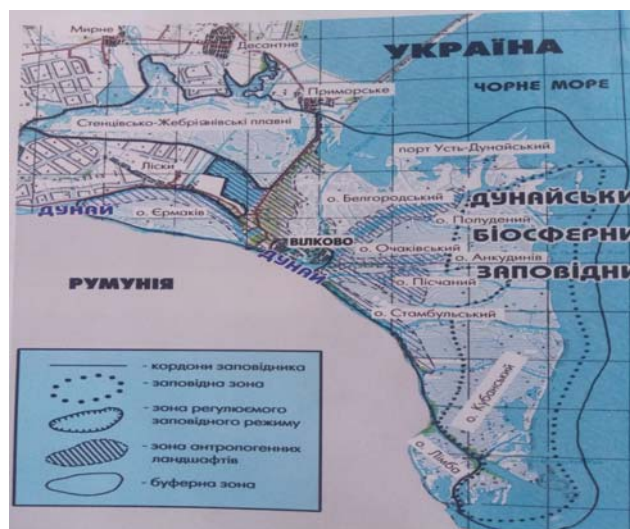 Мирне
Десантне
УКРАЇНА
ЧОРНЕ МОРЕ
Приморське
Стенцівсько-Жебріянівські плавні
порт Усть-Дунайський
Ліски
о. Белгородський
ДУНАЙСЬКИ
ДУНАЙ
о. Єрмаків
о. Полуденний
БІОСФЕРНИ
ВІЛКОВО
о. Очаківський
о. Анкудинів
ДУНАЙ
ЗАПОВІДНИ
РУМУНІЯ
о. Пісчаний
о. Стамбульський
о. Кубанський
о. Лімба
- кордони заповідника
- заповідна зона
- зона регулюємого
заповідного режиму
- зона антропогенних
ландшафтів
- буферна зона